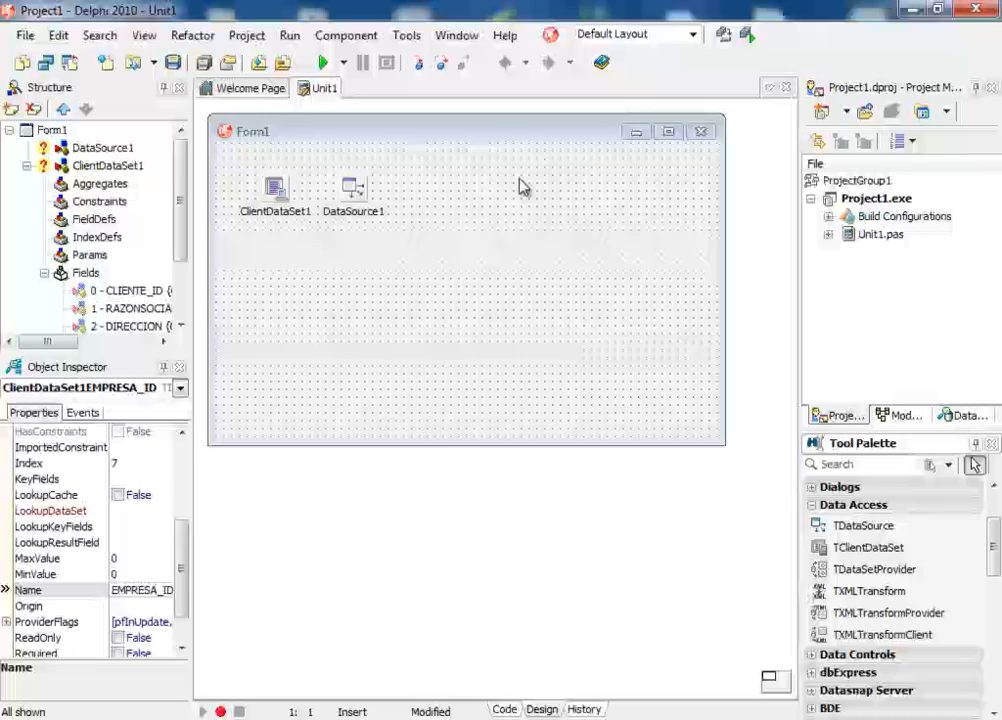 Project1 - Delphi 2010 - Unit1
File Edit Search View Refactor Project Run Component Tools Window Help Default Layout
Structure
Welcome Page Unit1
Project1.dproj - Project M...
Form1
DataSource1
ClientDataSet1
Aggregates
Constraints
FieldDefs
IndexDefs
Params
Fields
0 - CLIENTE_ID {
1 - RAZONSOCIA
2 - DIRECCION {
Form1
ClientDataSet1 DataSource1
File
ProjectGroup1
Project1.exe
Build Configurations
Unit1.pas
Object Inspector
ClientDataSet1EMPRESA_ID
Properties Events
HasConstraints False
ImportedConstraint
Index 7
KeyFields
LookupCache False
LookupDataSet
LookupKeyFields
LookupResultField
MaxValue 0
MinValue 0
Name EMPRESA_ID
Origin
ProviderFlags [pfInUpdate,
ReadOnly False
Required False
Name
All shown
Proje... Mod... Data...
Tool Palette
Search
Dialogs
Data Access
TDataSource
TClientDataSet
TDataSetProvider
TXMLTransform
TXMLTransformProvider
TXMLTransformClient
Data Controls
dbExpress
Datasnap Server
BDE
1: 1 Insert Modified Code Design History